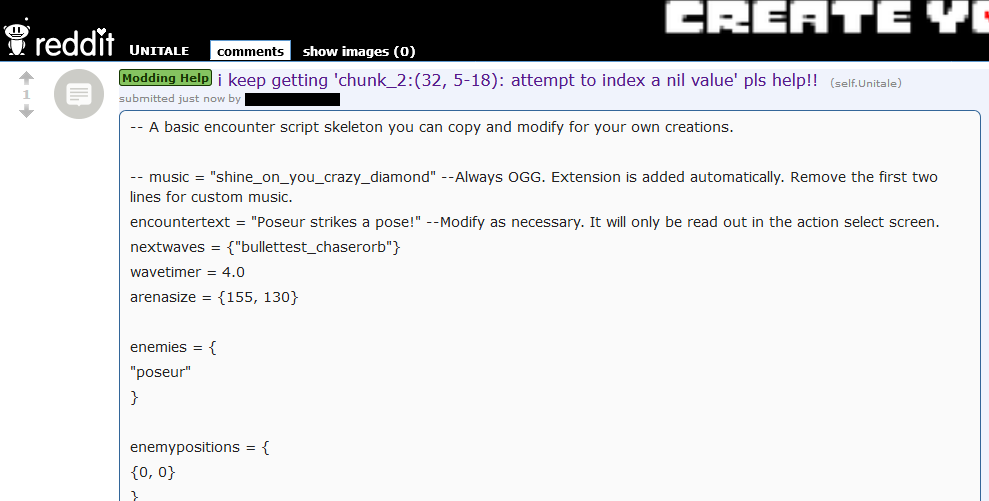 CREATE YO
reddit UNITALE comments show images (0)
Modding Help i keep getting 'chunk_2:(32, 5-18): attempt to index a nil value' pls help!! (self.Unitale)
1
submitted just now by
-- A basic encounter script skeleton you can copy and modify for your own creations.
-- music = "shine_on_you_crazy_diamond" --Always OGG. Extension is added automatically. Remove the first two
lines for custom music.
encountertext = "Poseur strikes a pose!" --Modify as necessary. It will only be read out in the action select screen.
nextwaves = {"bullettest_chaserorb"}
wavetimer = 4.0
arenasize = {155, 130}
enemies = {
"poseur"
}
enemypositions = {
{0, 0}
}